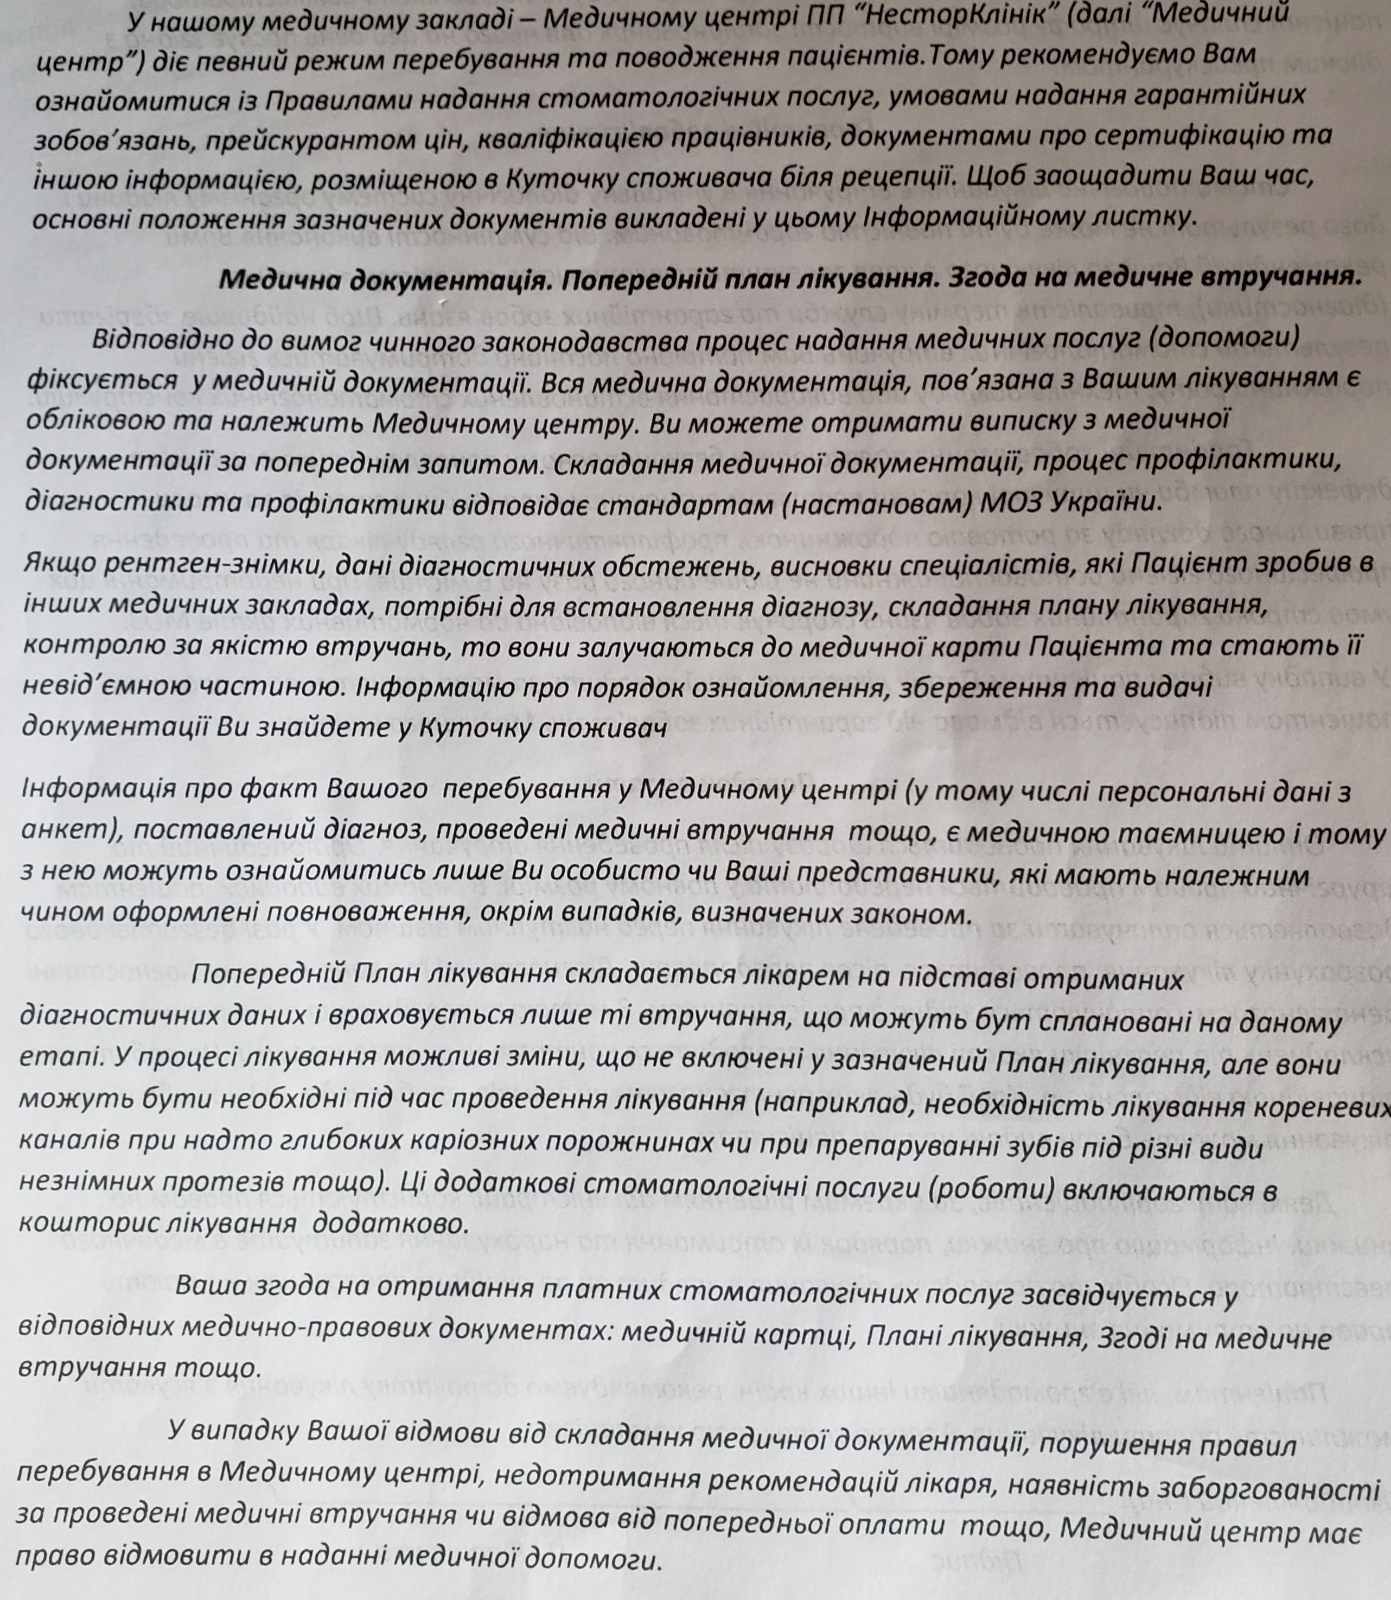 У нашому медичному закладі – Медичному центрі ПП “НесторКлінік” (далі “Медичний
центр”) діє певний режим перебування та поводження пацієнтів.Тому рекомендуємо Вам
ознайомитися із Правилами надання стоматологічних послуг, умовами надання гарантійних
зобов’язань, прейскурантом цін, кваліфікацією працівників, документами про сертифікацію та
іншою інформацією, розміщеною в Куточку споживача біля рецепції. Щоб заощадити Ваш час,
основні положення зазначених документів викладені у цьому Інформаційному листку.
Медична документація. Попередній план лікування. Згода на медичне втручання.
Відповідно до вимог чинного законодавства процес надання медичних послуг (допомоги)
фіксується у медичній документації. Вся медична документація, пов’язана з Вашим лікуванням є
обліковою та належить Медичному центру. Ви можете отримати виписку з медичної
документації за попереднім запитом. Складання медичної документації, процес профілактики,
діагностики та профілактики відповідає стандартам (настановам) МОЗ України.
Якщо рентген-знімки, дані діагностичних обстежень, висновки спеціалістів, які Пацієнт зробив в
інших медичних закладах, потрібні для встановлення діагнозу, складання плану лікування,
контролю за якістю втручань, то вони залучаються до медичної карти Пацієнта та стають її
невід’ємною частиною. Інформацію про порядок ознайомлення, збереження та видачі
документації Ви знайдете у Куточку споживач
Інформація про факт Вашого перебування у Медичному центрі (у тому числі персональні дані з
анкет), поставлений діагноз, проведені медичні втручання тощо, є медичною таємницею і тому
з нею можуть ознайомитись лише Ви особисто чи Ваші представники, які мають належним
чином оформлені повноваження, окрім випадків, визначених законом.
Попередній План лікування складається лікарем на підставі отриманих
діагностичних даних і враховується лише ті втручання, що можуть бут сплановані на даному
етапі. У процесі лікування можливі зміни, що не включені у зазначений План лікування, але вони
можуть бути необхідні під час проведення лікування (наприклад, необхідність лікування кореневих
каналів при надто глибоких каріозних порожнинах чи при препаруванні зубів під різні види
незнімних протезів тощо). Ці додаткові стоматологічні послуги (роботи) включаються в
кошторис лікування додатково.
Ваша згода на отримання платних стоматологічних послуг засвідчується у
відповідних медично-правових документах: медичній картці, Плані лікування, Згоді на медичне
втручання тощо.
У випадку Вашої відмови від складання медичної документації, порушення правил
перебування в Медичному центрі, недотримання рекомендацій лікаря, наявність заборгованості
за проведені медичні втручання чи відмова від попередньої оплати тощо, Медичний центр має
право відмовити в наданні медичної допомоги.